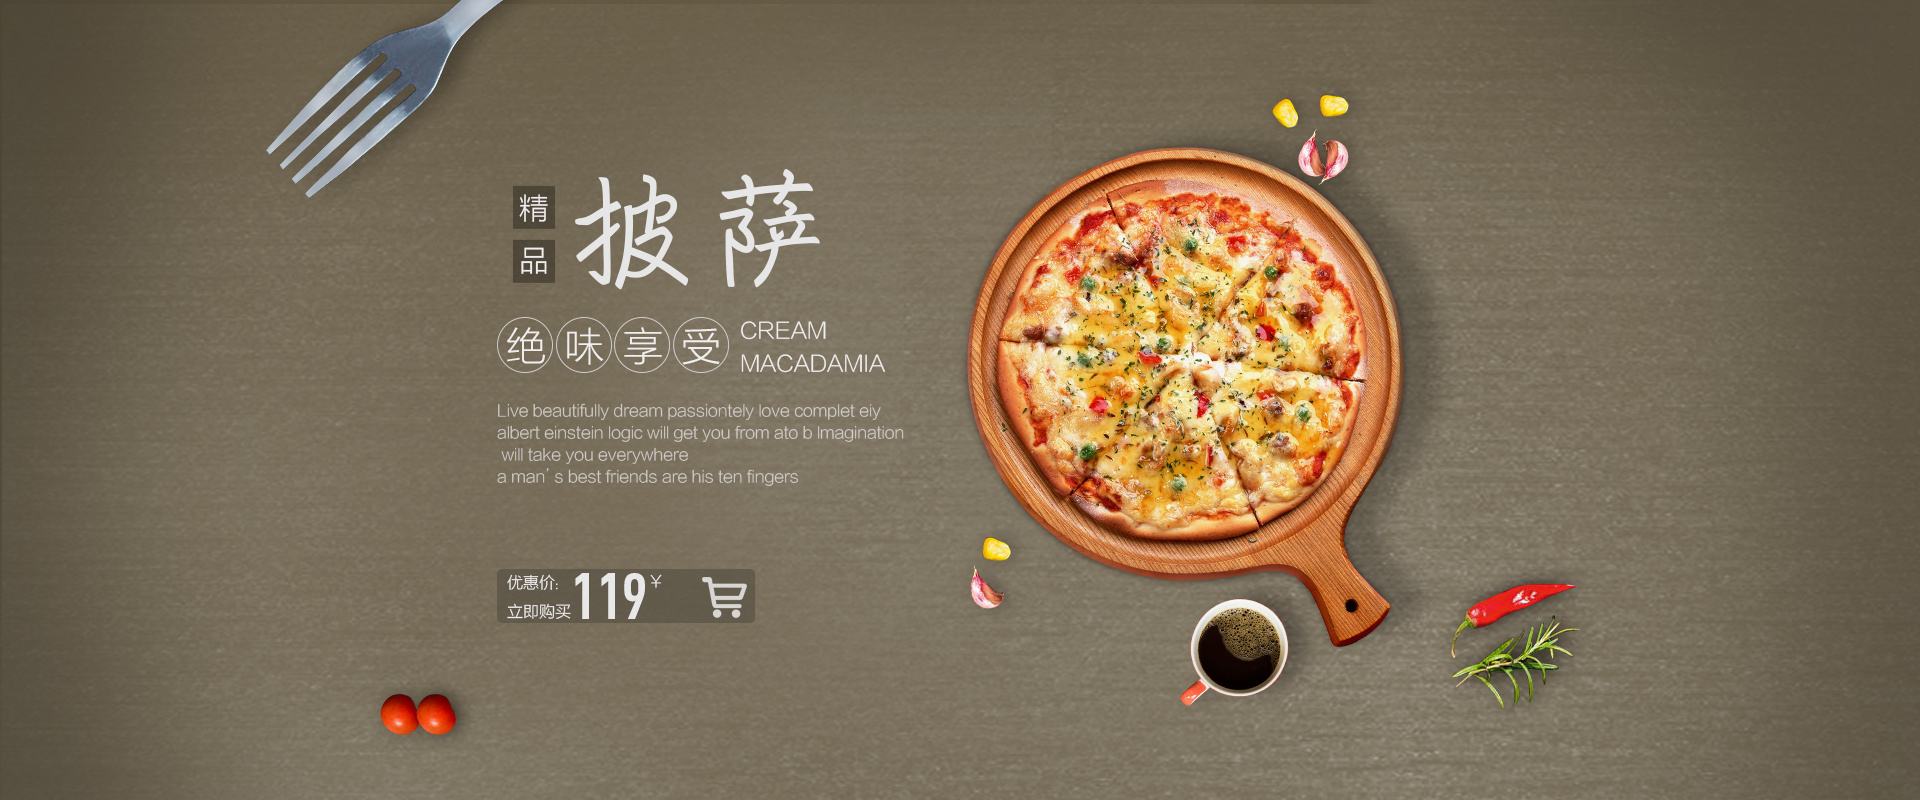 精品
披萨
绝味享受
CREAM
MACADAMIA
Live beautifully dream passiontely love complet eiy
albert einstein logic will get you from ato b Imagination
will take you everywhere
a man’s best friends are his ten fingers
优惠价: 119¥
立即购买